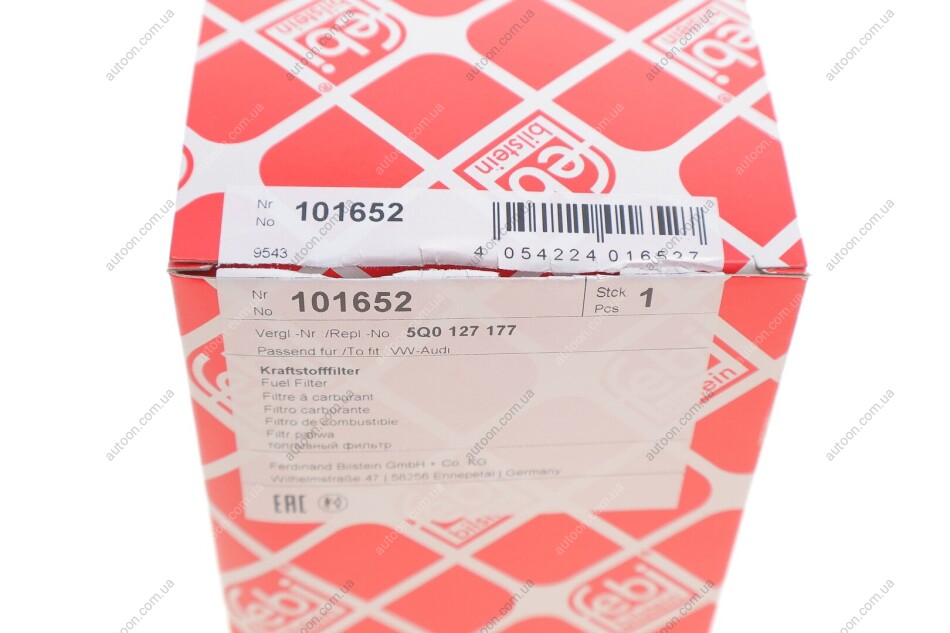 febi
bilstein
Nr
No 101652
9543
4 054224 016527
Nr
No 101652
Stck
Pcs 1
Vergl.-Nr. /Repl.-No. 5Q0 127 177
Passend für /To fit: VW-Audi
Kraftstofffilter
Fuel Filter
Filtre à carburant
Filtro carburante
Filtro de combustible
Filtr paliwa
топливный фильтр
Ferdinand Bilstein GmbH + Co. KG
Wilhelmstraße 47 | 58256 Ennepetal | Germany
EAC
autoon.com.ua